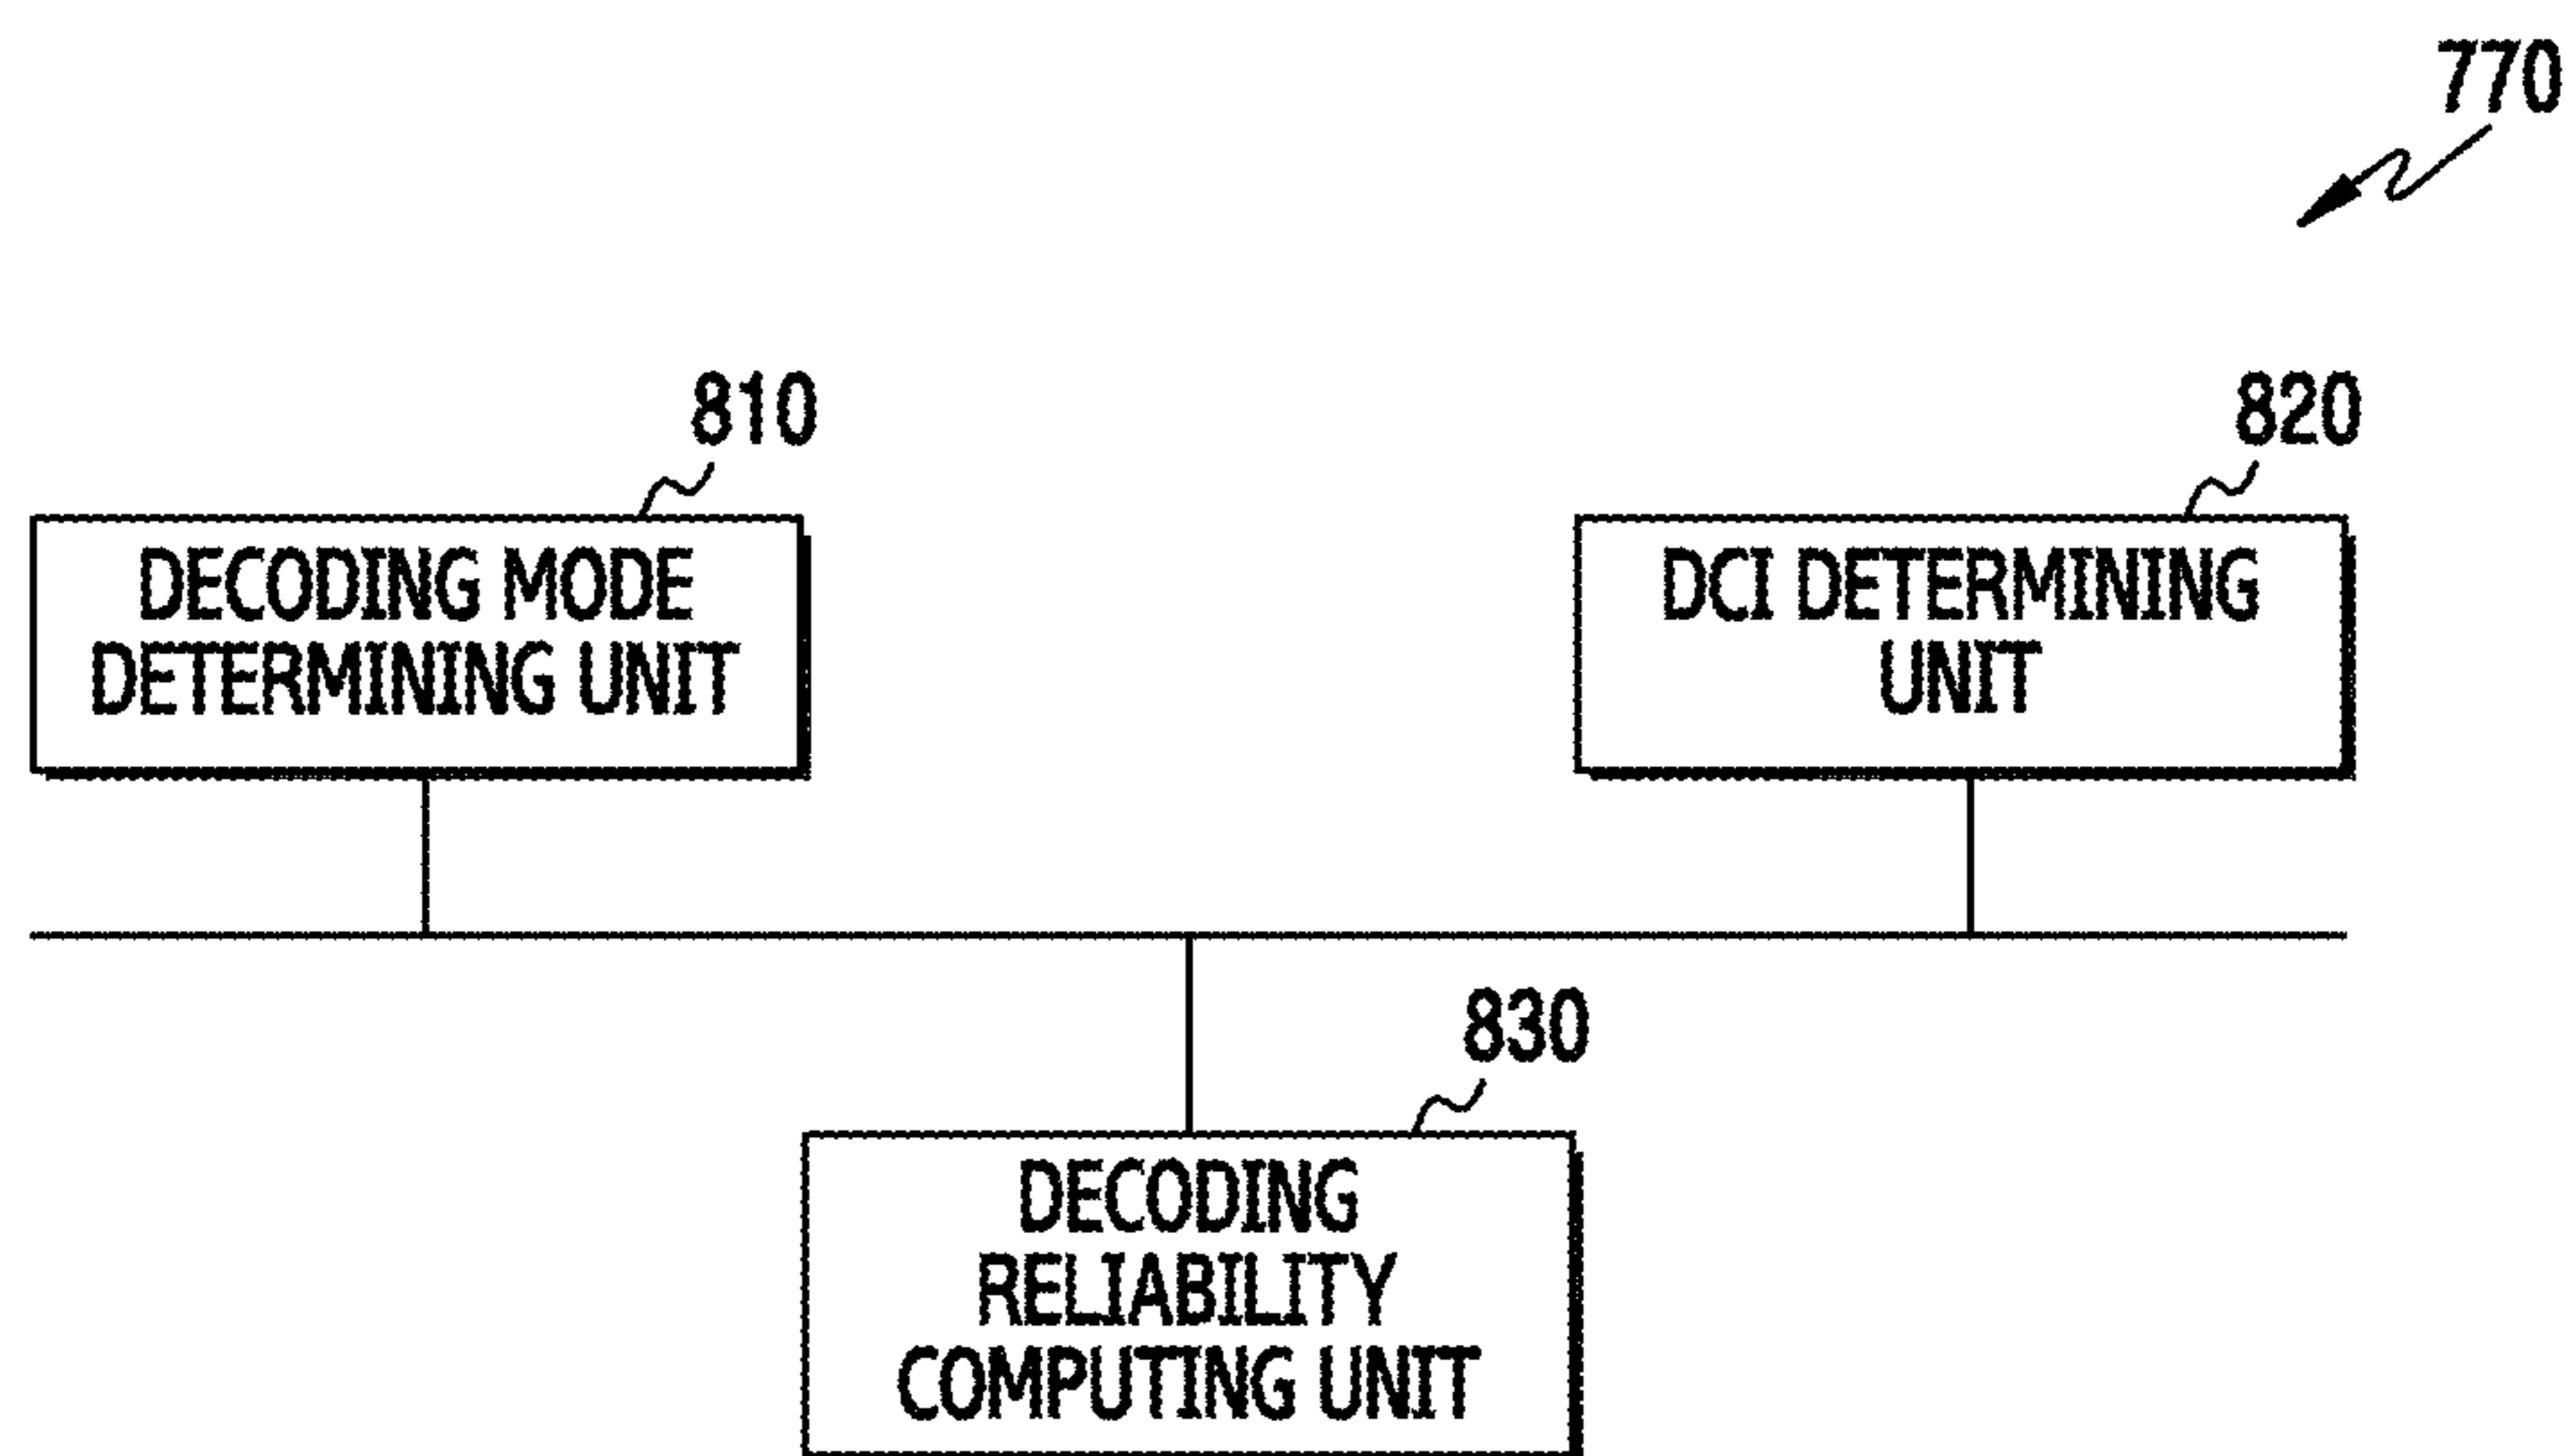 770
810
820
DECODING MODE
DETERMINING UNIT
DCI DETERMINING
UNIT
830
DECODING
RELIABILITY
COMPUTING UNIT